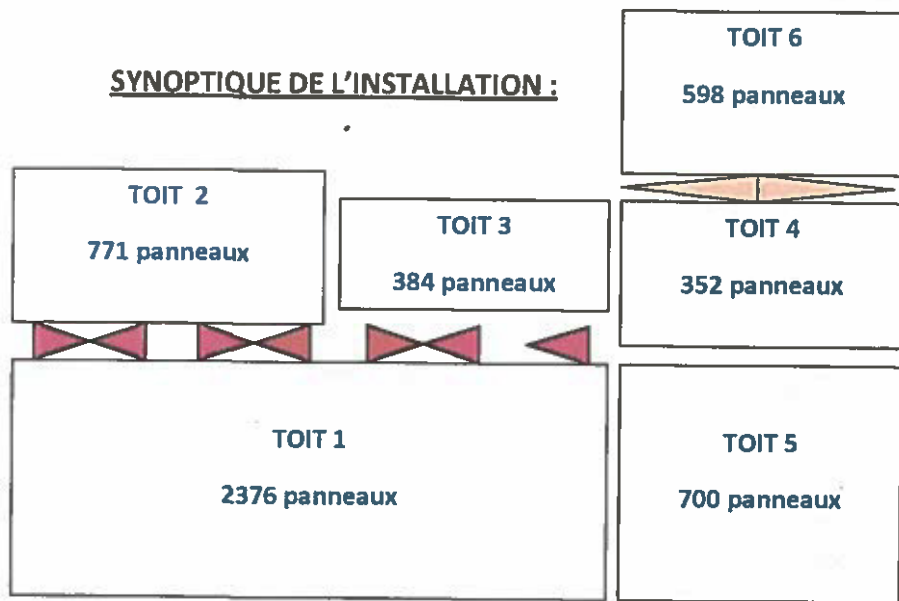 SYNOPTIQUE DE L'INSTALLATION :
TOIT 6
598 panneaux
TOIT 2
771 panneaux
TOIT 3
384 panneaux
TOIT 4
352 panneaux
TOIT 1
2376 panneaux
TOIT 5
700 panneaux